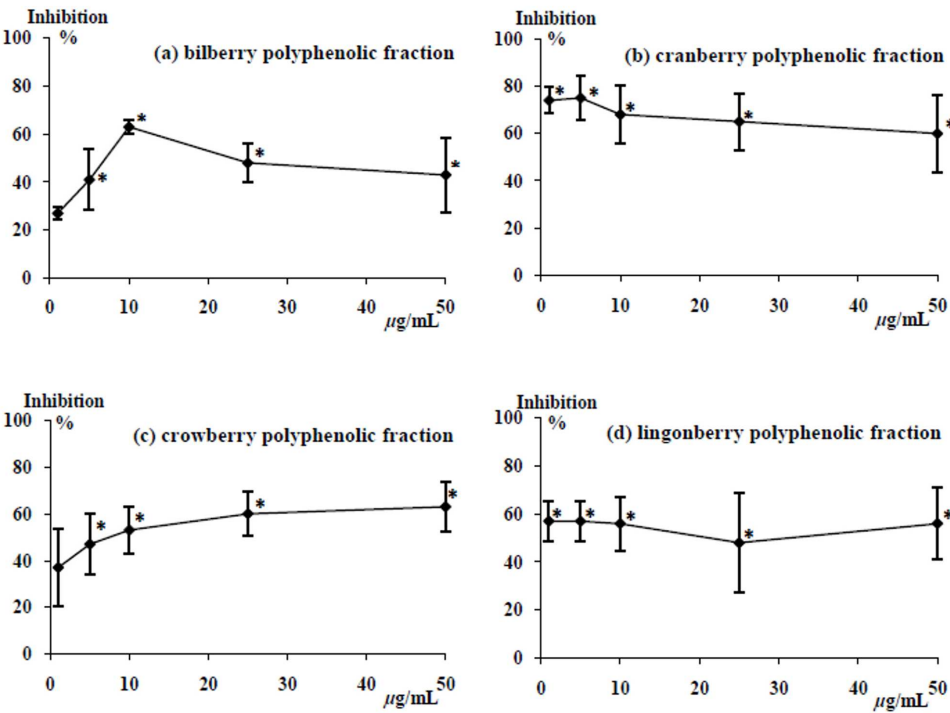 Inhibition
%
(a) bilberry polyphenolic fraction
100
80
60
40
20
0
* * * *
0 10 20 30 40 50
µg/mL
Inhibition
%
(b) cranberry polyphenolic fraction
100
80
60
40
20
0
* * * * *
0 10 20 30 40 50
µg/mL
Inhibition
%
(c) crowberry polyphenolic fraction
100
80
60
40
20
0
* * * *
0 10 20 30 40 50
µg/mL
Inhibition
%
(d) lingonberry polyphenolic fraction
100
80
60
40
20
0
* * * * *
0 10 20 30 40 50
µg/mL